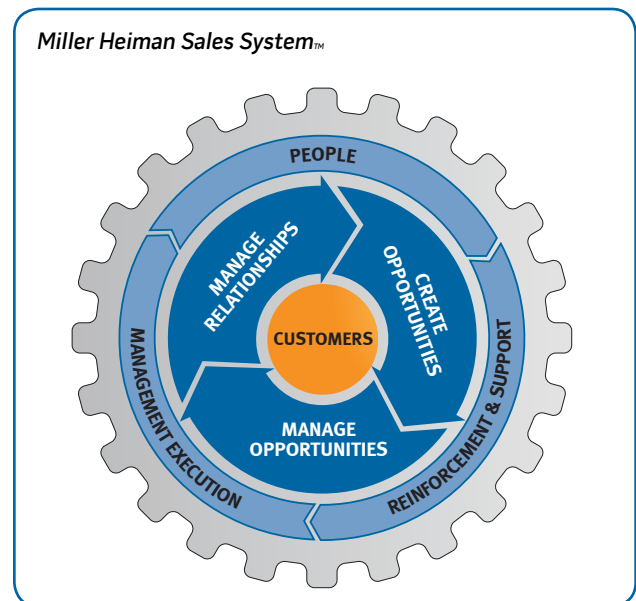 Miller Heiman Sales System™
PEOPLE
MANAGE
RELATIONSHIPS
CREATE
OPPORTUNITIES
CUSTOMERS
MANAGE
OPPORTUNITIES
MANAGEMENT EXECUTION
REINFORCEMENT & SUPPORT